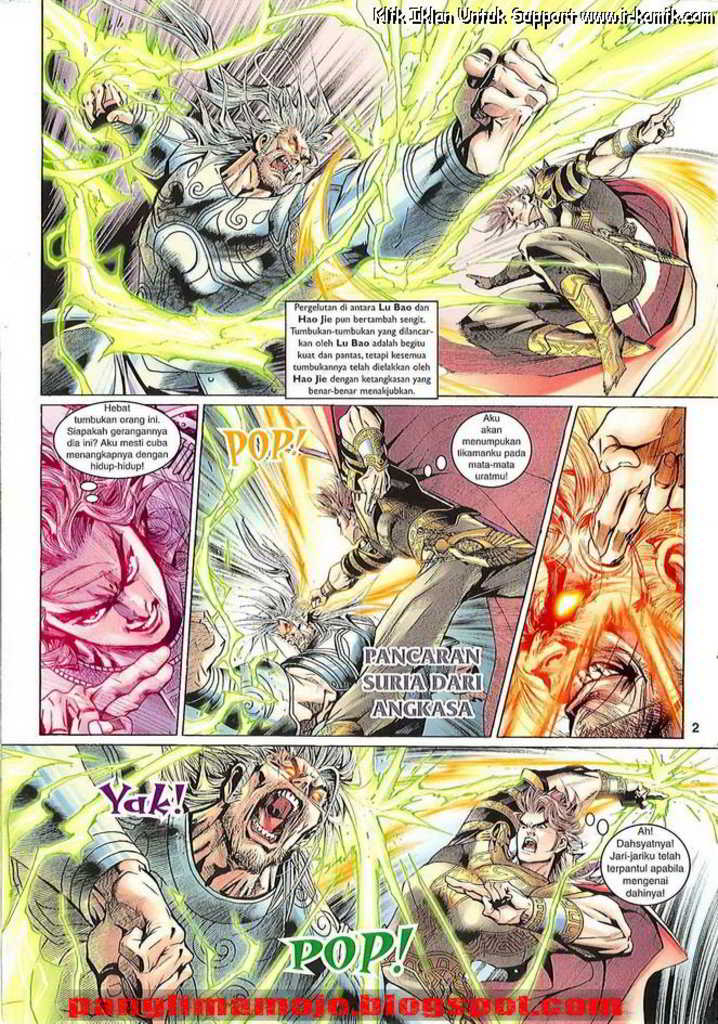 Klik Iklan Untuk Support www.ir-komik.com
Pergelutan di antara Lu Bao dan
Hao Jie pun bertambah sengit.
Tumbukan-tumbukan yang dilancar-
kan oleh Lu Bao adalah begitu
kuat dan pantas, tetapi kesemua
tumbukannya telah dielakkan oleh
Hao Jie dengan ketangkasan yang
benar-benar menakjubkan.
Hebat
tumbukan orang ini.
Siapakah gerangannya
dia ini? Aku mesti cuba
menangkapnya dengan
hidup-hidup!
POP!
Aku
akan
menumpukan
tikamanku pada
mata-mata
uratmu!
PANCARAN
SURIA DARI
ANGKASA
2
Yak!
Ah!
Dahsyatnya!
Jari-jariku telah
terpantul apabila
mengenai
dahinya!
POP!
panglimamojo.blogspot.com